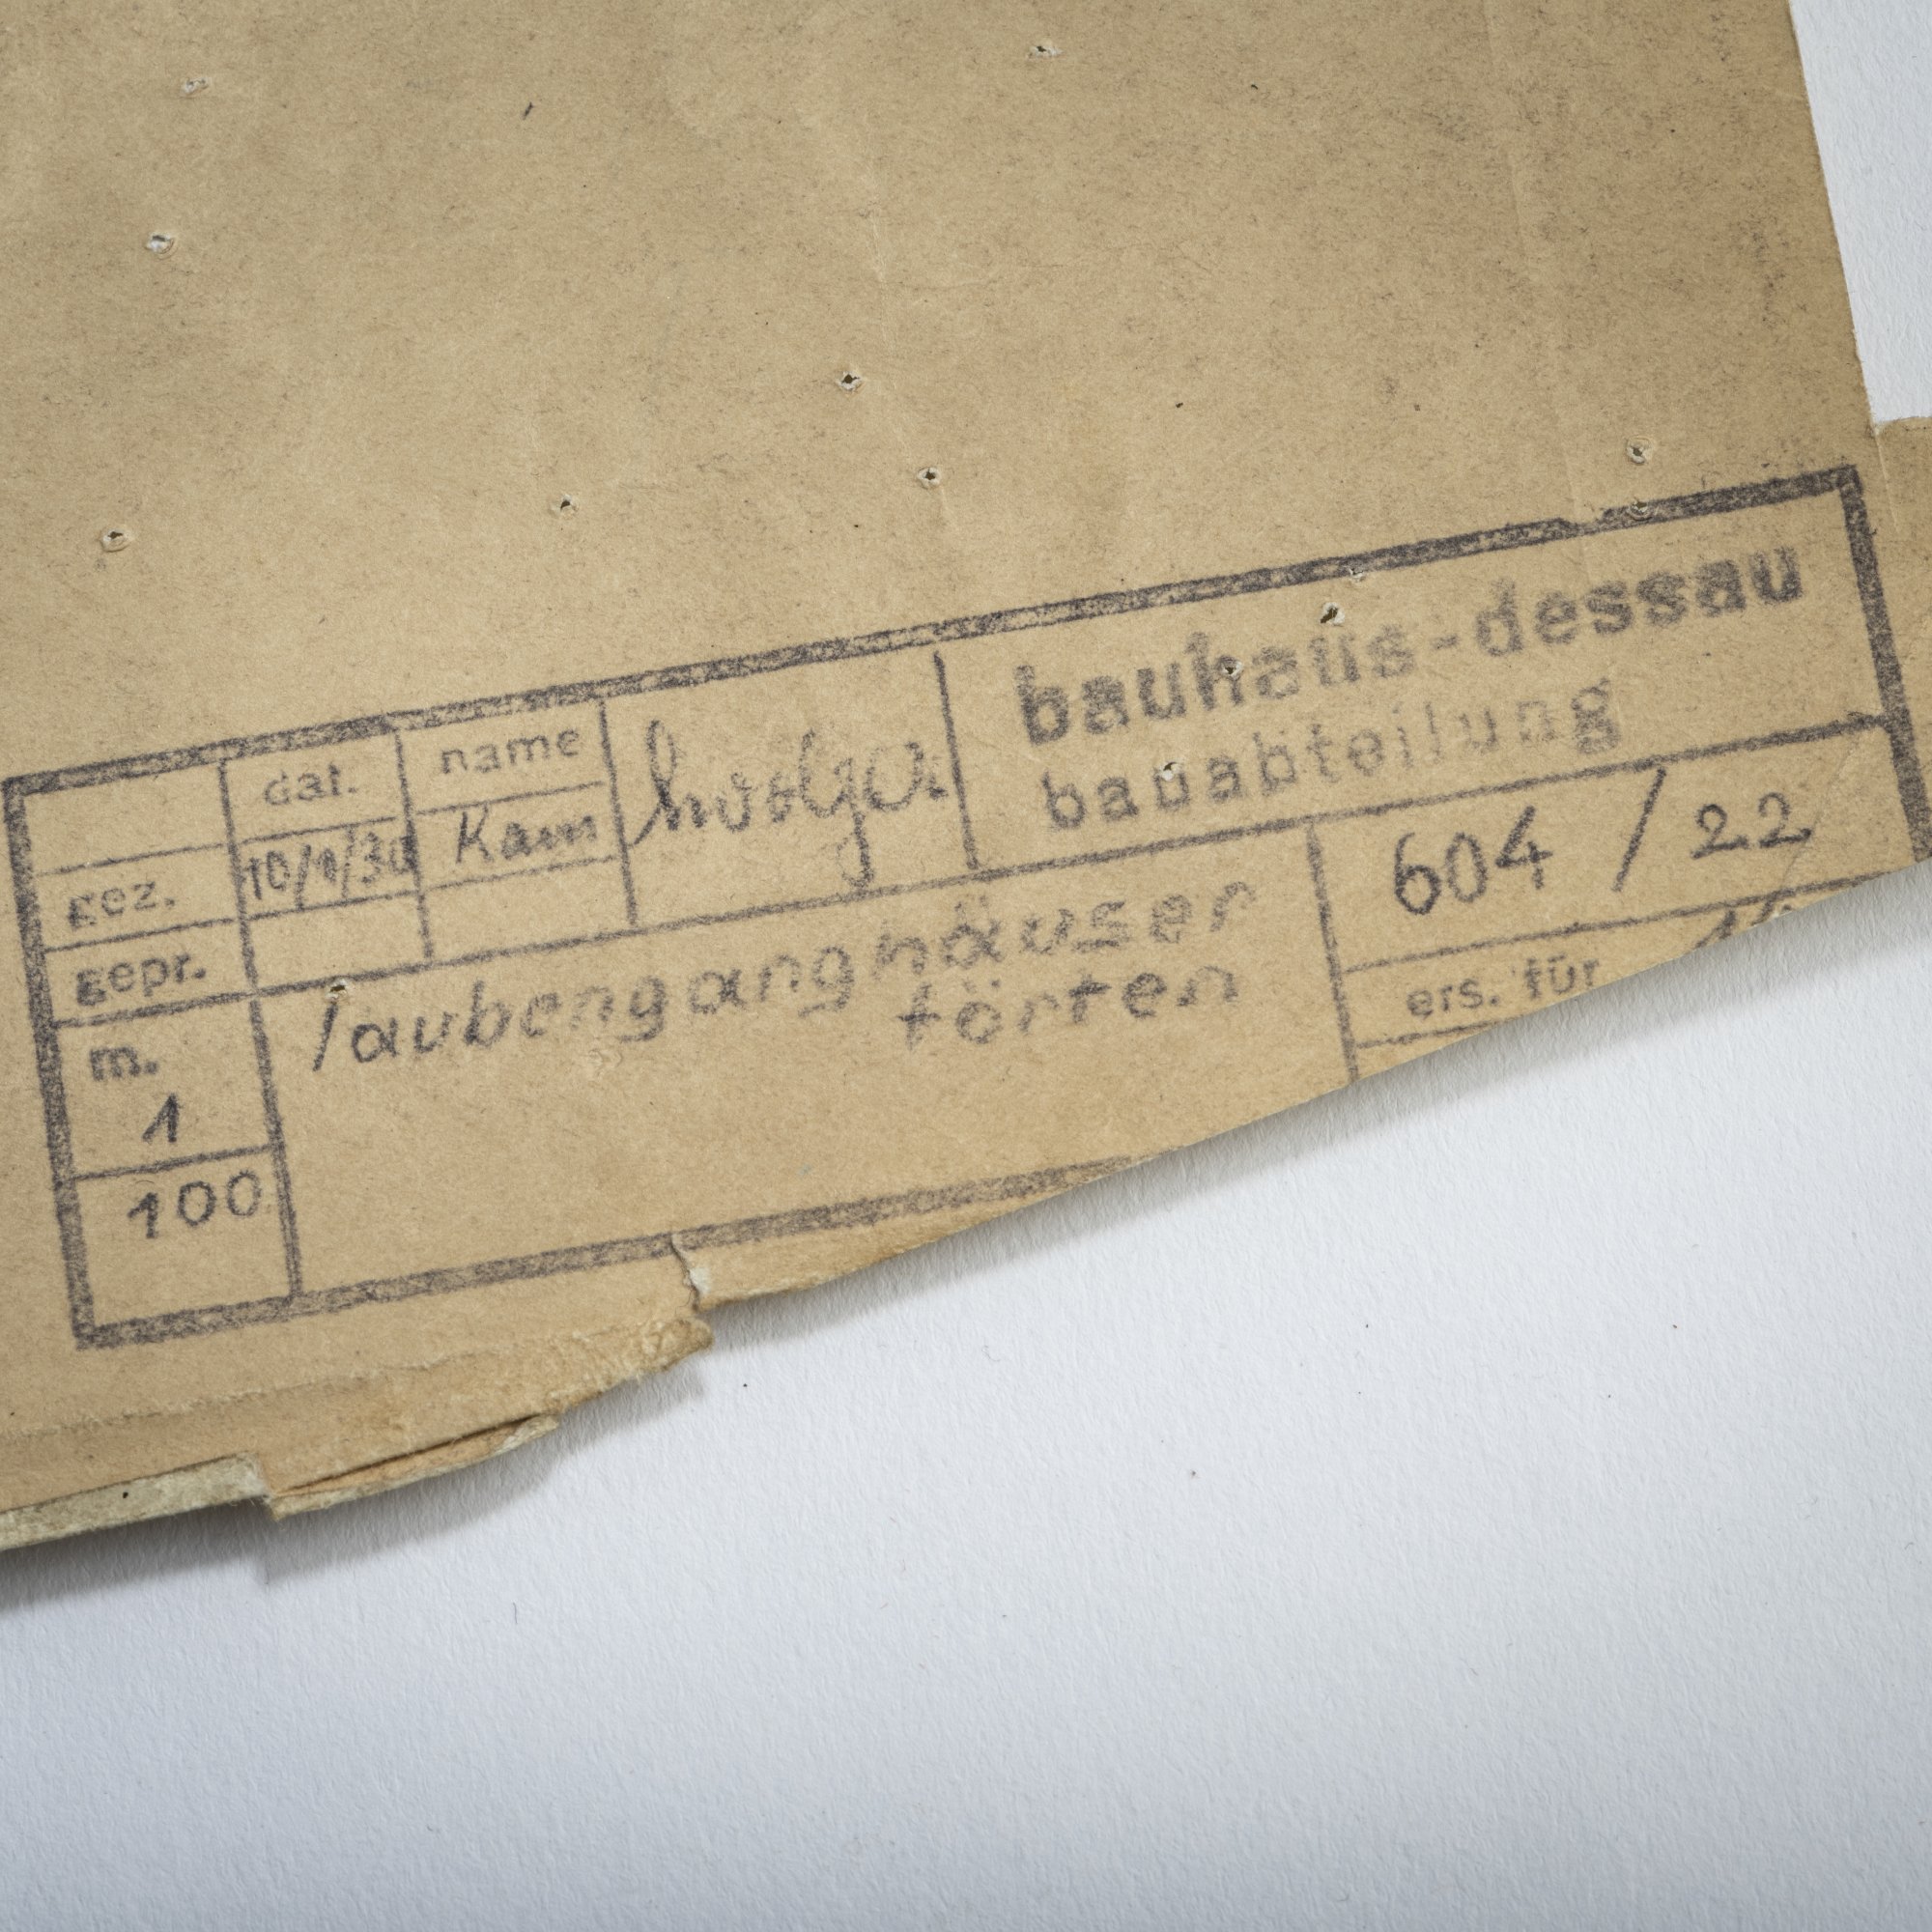 dat. name
gez. 10/1/30 Kam
gepr.
bauhaus-dessau
bauabteilung
m.
1
100
laubenganghäuser
törten
604 / 22
ers. für